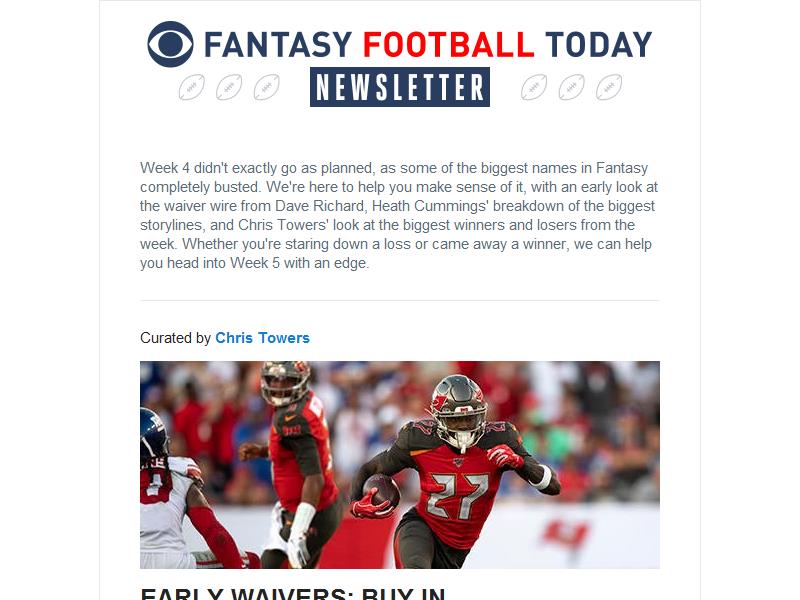 FANTASY FOOTBALL TODAY
NEWSLETTER
Week 4 didn't exactly go as planned, as some of the biggest names in Fantasy
completely busted. We're here to help you make sense of it, with an early look at
the waiver wire from Dave Richard, Heath Cummings' breakdown of the biggest
storylines, and Chris Towers' look at the biggest winners and losers from the
week. Whether you're staring down a loss or came away a winner, we can help
you head into Week 5 with an edge.
Curated by Chris Towers
27
EARLY WAIVERS: BUY IN